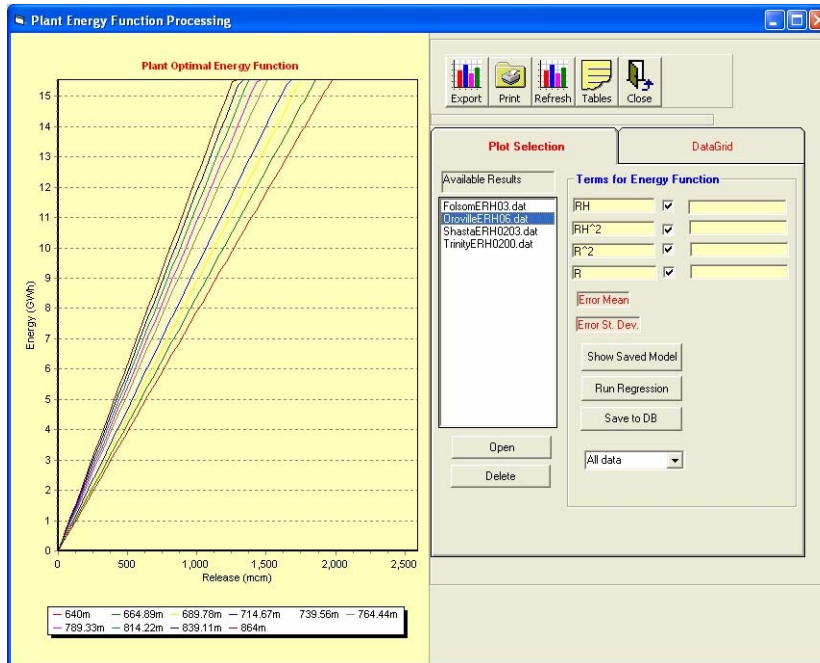 Plant Energy Function Processing
Plant Optimal Energy Function
15
14
13
12
11
10
9
8
7
6
5
4
3
2
1
0
Energy (GWh)
0 500 1,000 1,500 2,000 2,500
Release (mcm)
640m 664.89m 689.78m 714.67m 739.56m 764.44m
789.33m 814.22m 839.11m 864m
Export Print Refresh Tables Close
Plot Selection DataGrid
Available Results
FolsomERH03.dat
OrovilleERH06.dat
ShastaERH0203.dat
TrinityERH0200.dat
Open
Delete
Terms for Energy Function
RH
RH^2
R^2
R
Error Mean
Error St. Dev.
Show Saved Model
Run Regression
Save to DB
All data